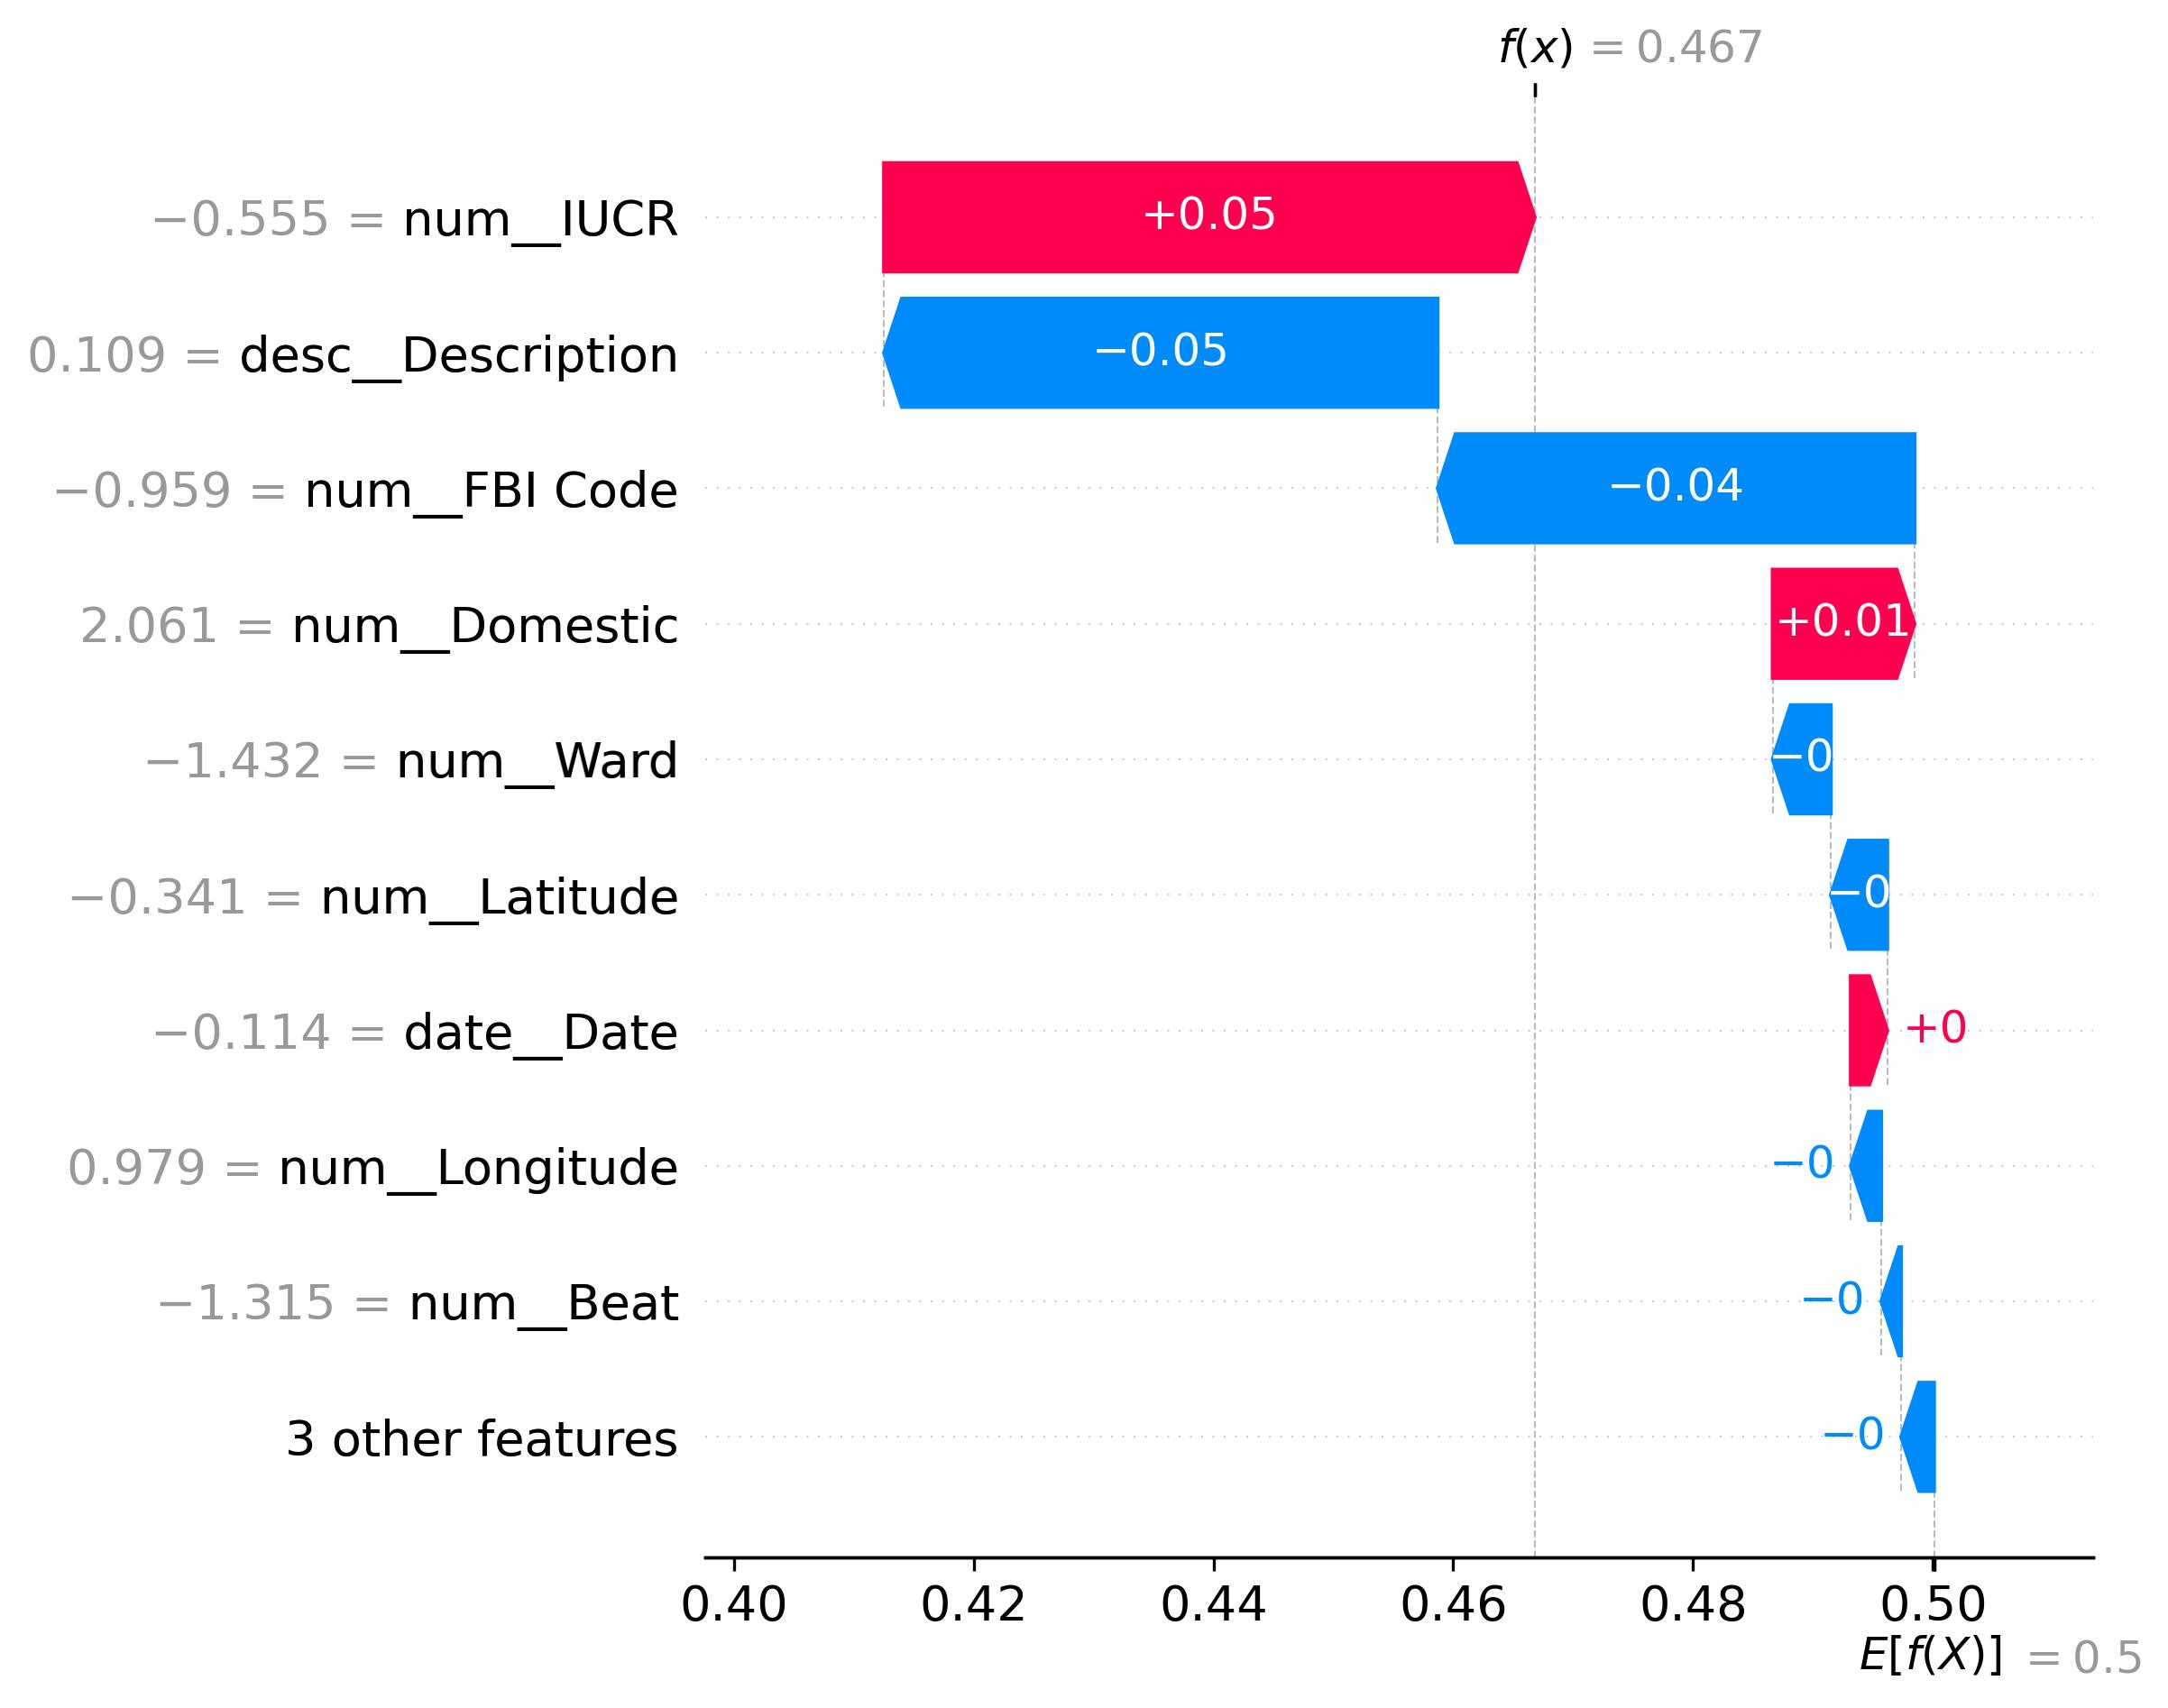 f(x) = 0.467
−0.555 = num__IUCR
+0.05
0.109 = desc__Description
−0.05
−0.959 = num__FBI Code
−0.04
2.061 = num__Domestic
+0.01
−1.432 = num__Ward
−0
−0.341 = num__Latitude
−0
−0.114 = date__Date
+0
0.979 = num__Longitude
−0
−1.315 = num__Beat
−0
3 other features
−0
0.40 0.42 0.44 0.46 0.48 0.50
E[f(X)] = 0.5